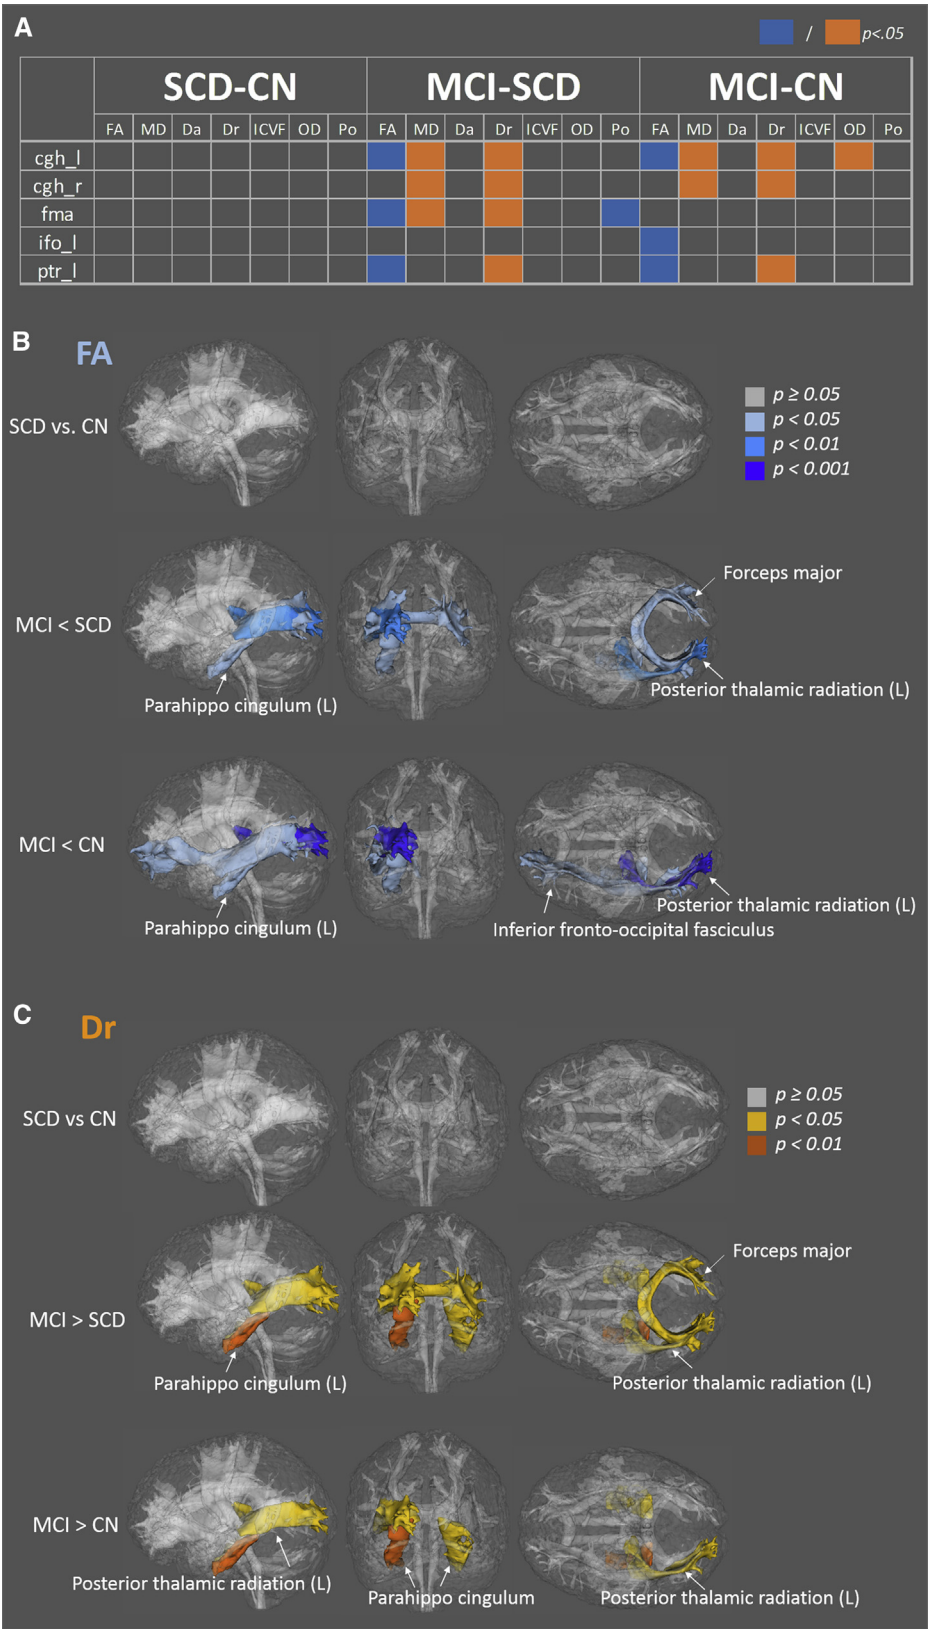 A
/ p<.05
SCD-CN MCI-SCD MCI-CN
FA MD Da Dr ICVF OD Po FA MD Da Dr ICVF OD Po FA MD Da Dr ICVF OD Po
cgh_l
cgh_r
fma
ifo_l
ptr_l
B
FA
SCD vs. CN
p ≥ 0.05
p < 0.05
p < 0.01
p < 0.001
MCI < SCD
Forceps major
Posterior thalamic radiation (L)
Parahippo cingulum (L)
MCI < CN
Posterior thalamic radiation (L)
Parahippo cingulum (L)
Inferior fronto-occipital fasciculus
C
Dr
SCD vs CN
p ≥ 0.05
p < 0.05
p < 0.01
MCI > SCD
Forceps major
Parahippo cingulum (L)
Posterior thalamic radiation (L)
MCI > CN
Posterior thalamic radiation (L)
Parahippo cingulum
Posterior thalamic radiation (L)